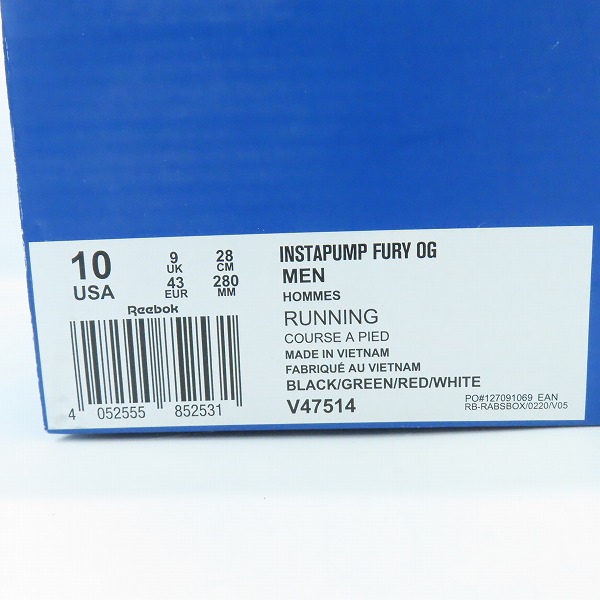 10
USA
9
UK
43
EUR
28
CM
280
MM
Reebok
4 052555 852531
INSTAPUMP FURY OG
MEN
HOMMES
RUNNING
COURSE A PIED
MADE IN VIETNAM
FABRIQUÉ AU VIETNAM
BLACK/GREEN/RED/WHITE
V47514
PO#127091069 EAN
RB-RABSBOX/0220/V05